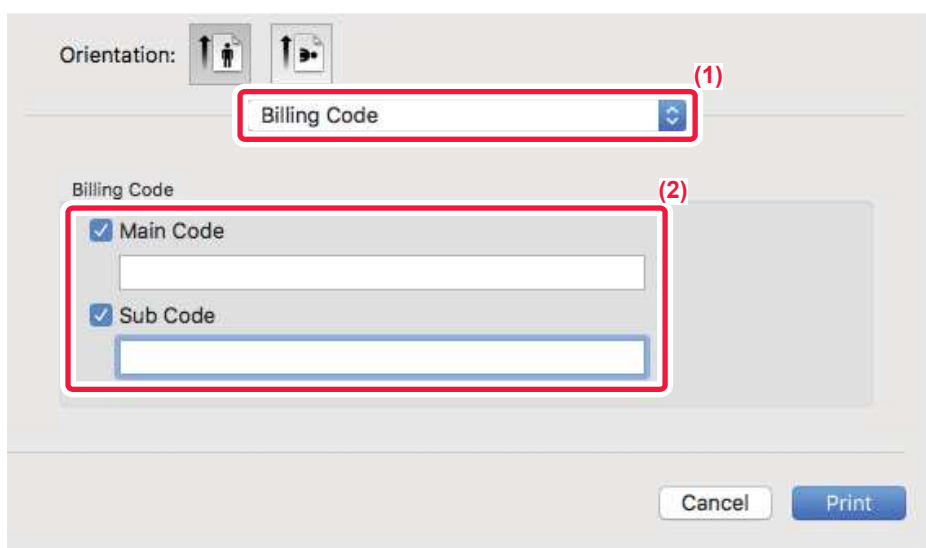 Orientation:
(1)
Billing Code
Billing Code
(2)
Main Code
Sub Code
Cancel
Print